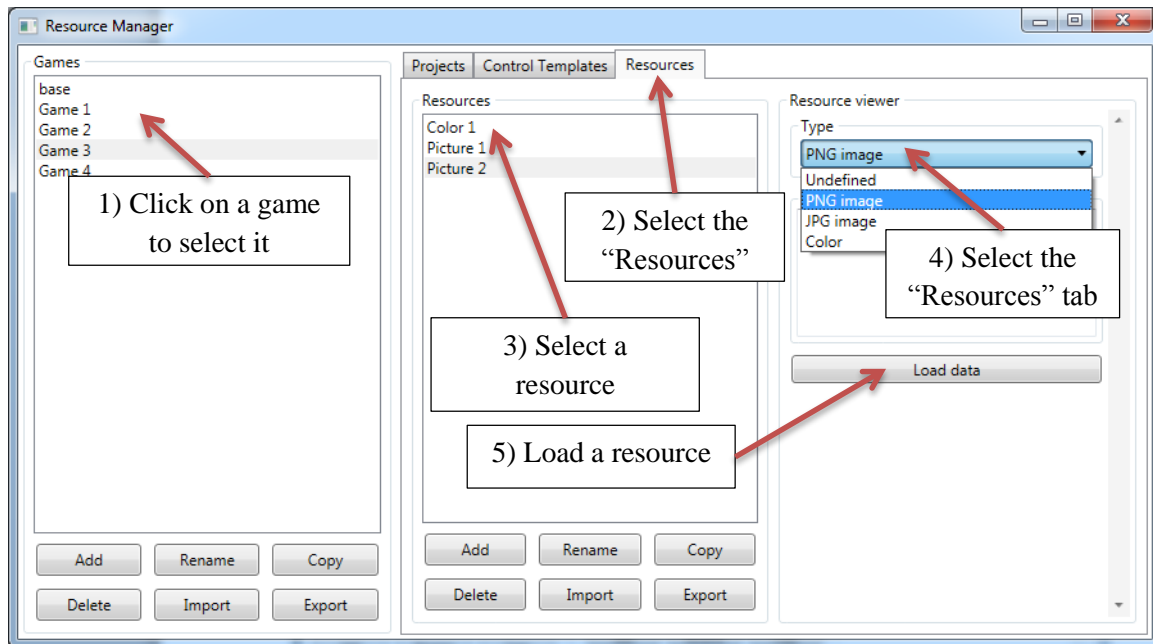 Resource Manager
Games
base
Game 1
Game 2
Game 3
Game 4
1) Click on a game
to select it
Add
Rename
Copy
Delete
Import
Export
Projects
Control Templates
Resources
Resources
Color 1
Picture 1
Picture 2
2) Select the
“Resources”
3) Select a
resource
5) Load a resource
Add
Rename
Copy
Delete
Import
Export
Resource viewer
Type
PNG image
Undefined
PNG image
JPG image
Color
4) Select the
“Resources” tab
Load data